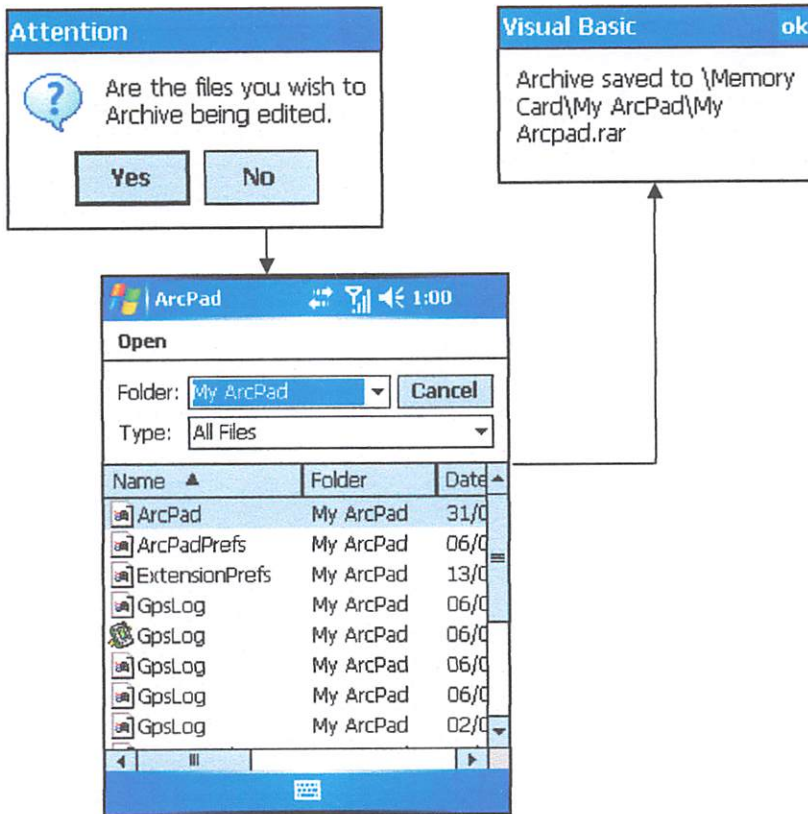 Attention
Are the files you wish to
Archive being edited.
Yes No
Visual Basic ok
Archive saved to \Memory
Card\My ArcPad\My
Arcpad.rar
ArcPad 1:00
Open
Folder: My ArcPad Cancel
Type: All Files
Name Folder Date
ArcPad My ArcPad 31/0
ArcPadPrefs My ArcPad 06/0
ExtensionPrefs My ArcPad 13/0
GpsLog My ArcPad 06/0
GpsLog My ArcPad 06/0
GpsLog My ArcPad 06/0
GpsLog My ArcPad 06/0
GpsLog My ArcPad 02/0